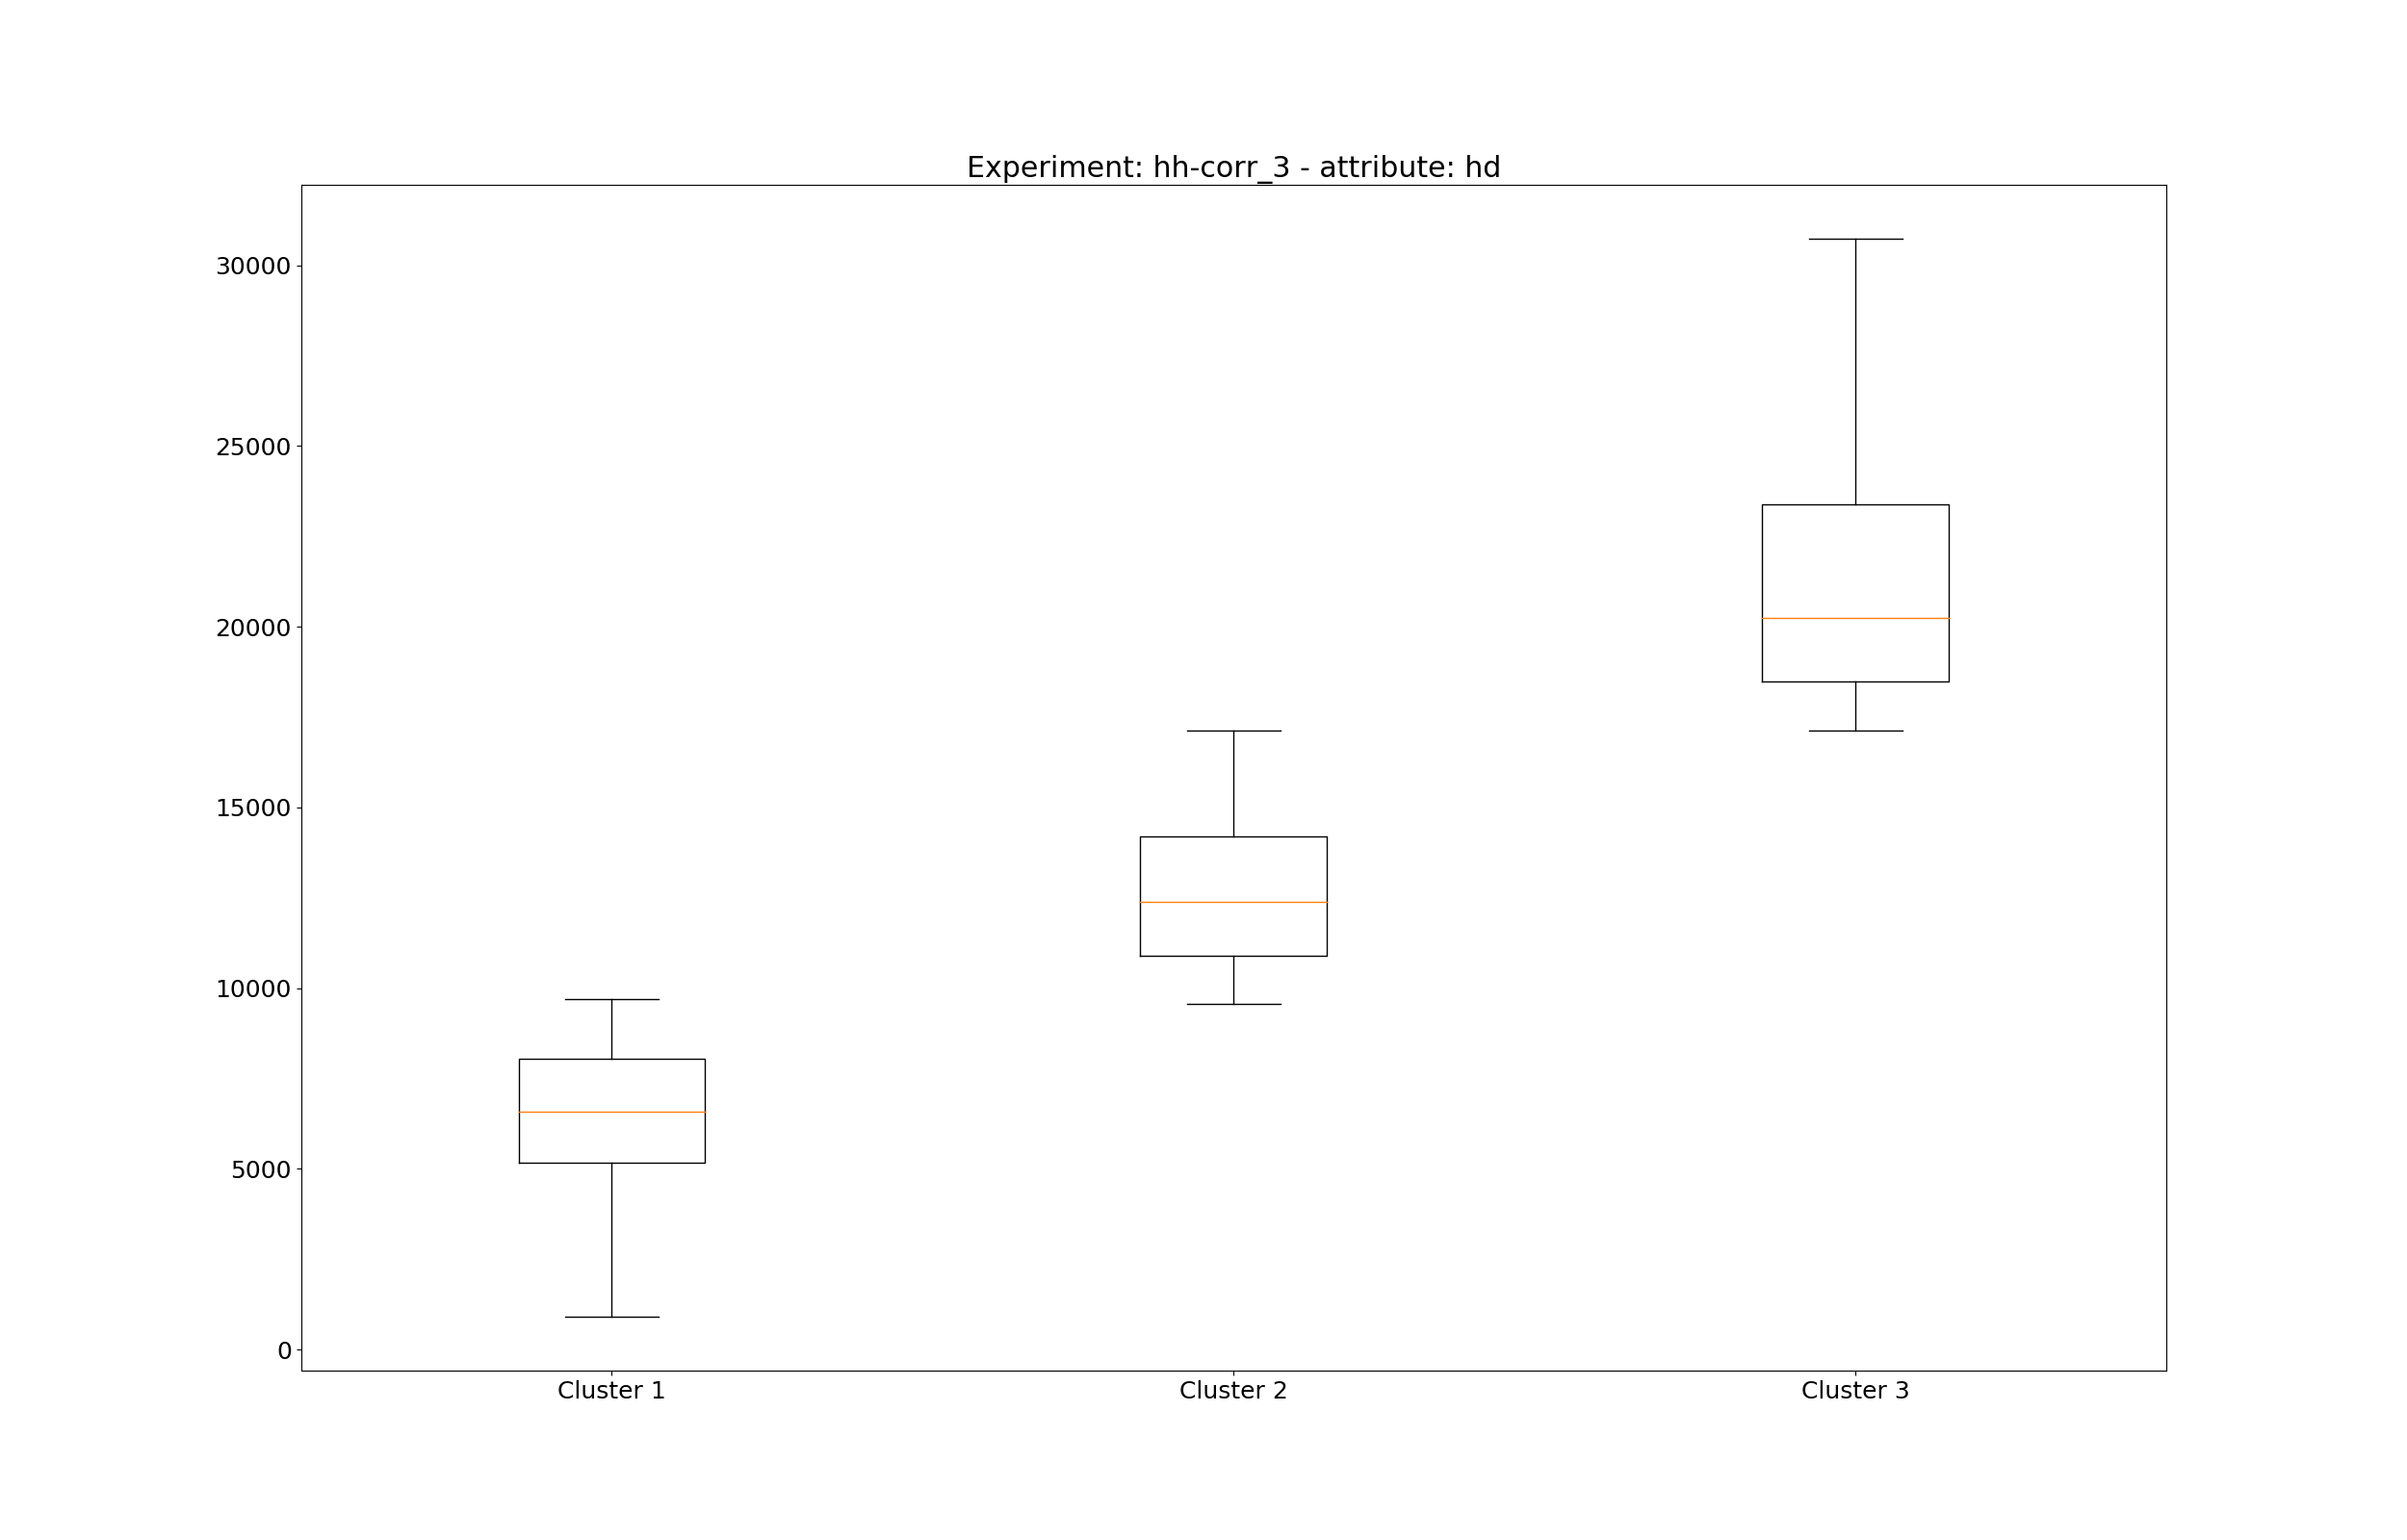 Experiment: hh-corr_3 - attribute: hd
30000
25000
20000
15000
10000
5000
0
Cluster 1
Cluster 2
Cluster 3